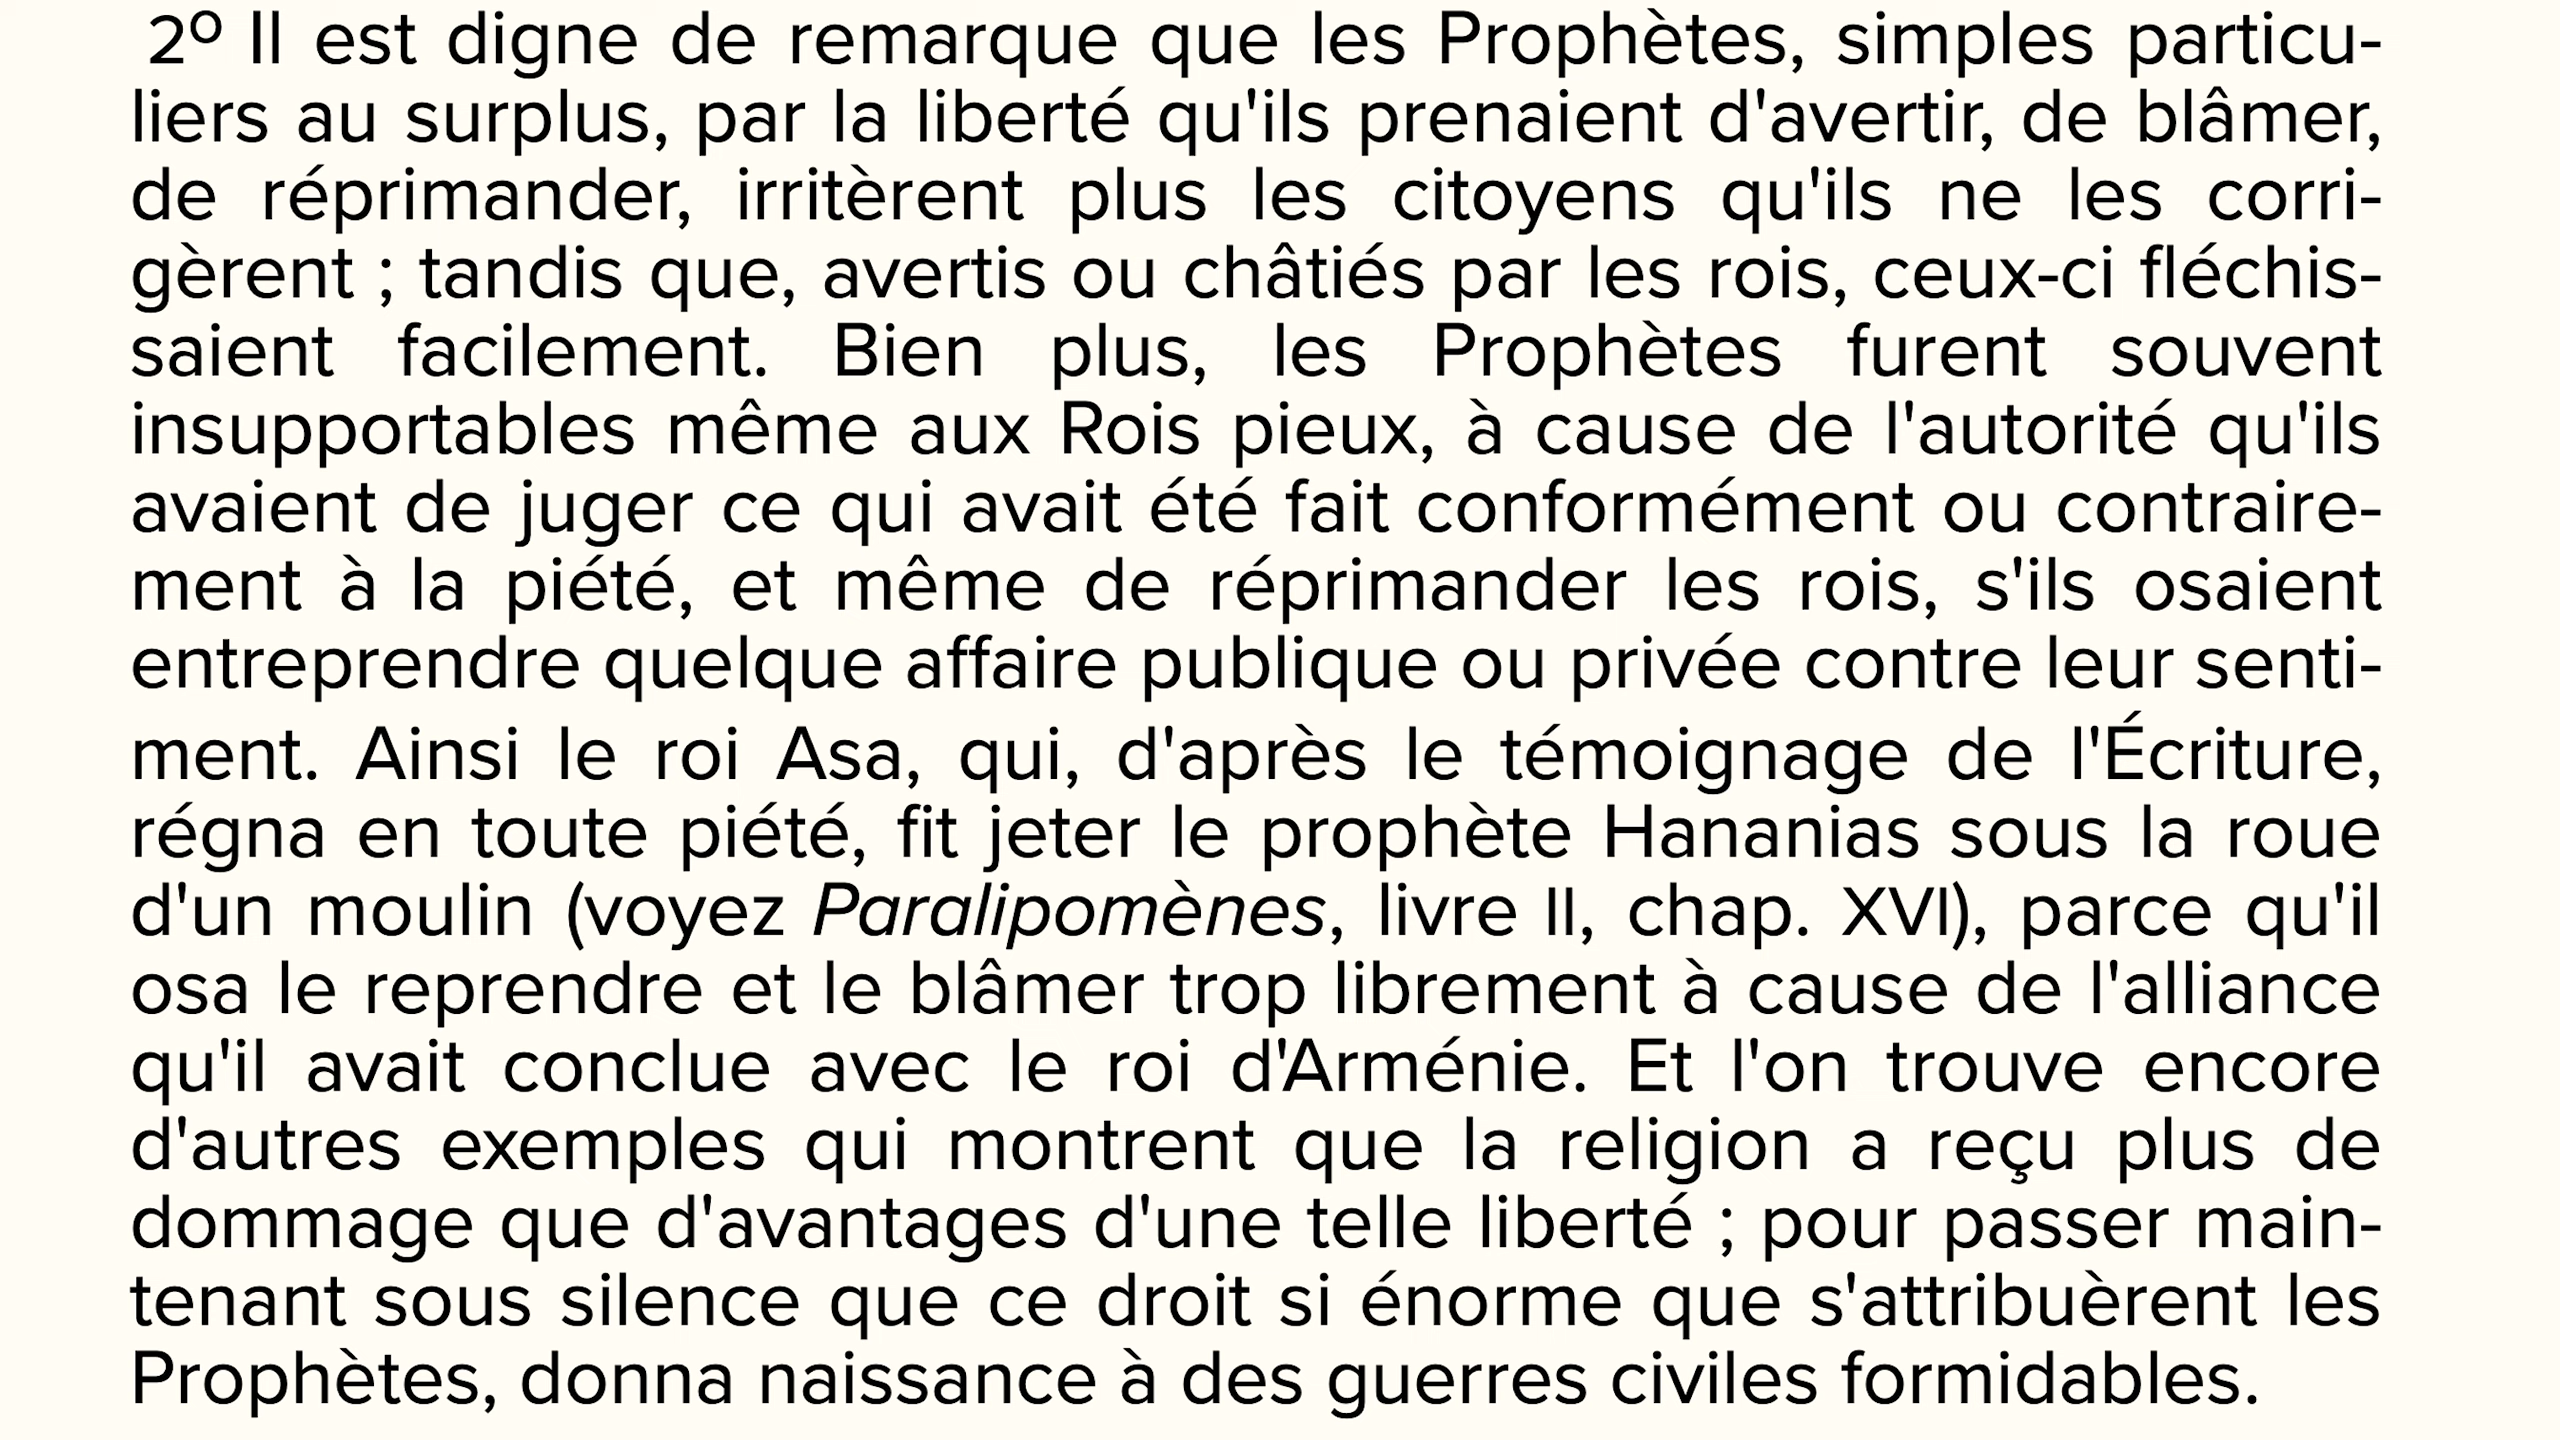 2º Il est digne de remarque que les Prophètes, simples particu-
liers au surplus, par la liberté qu'ils prenaient d'avertir, de blâmer,
de réprimander, irritèrent plus les citoyens qu'ils ne les corri-
gèrent ; tandis que, avertis ou châtiés par les rois, ceux-ci fléchis-
saient facilement. Bien plus, les Prophètes furent souvent
insupportables même aux Rois pieux, à cause de l'autorité qu'ils
avaient de juger ce qui avait été fait conformément ou contraire-
ment à la piété, et même de réprimander les rois, s'ils osaient
entreprendre quelque affaire publique ou privée contre leur senti-
ment. Ainsi le roi Asa, qui, d'après le témoignage de l'Écriture,
régna en toute piété, fit jeter le prophète Hananias sous la roue
d'un moulin (voyez Paralipomènes, livre II, chap. XVI), parce qu'il
osa le reprendre et le blâmer trop librement à cause de l'alliance
qu'il avait conclue avec le roi d'Arménie. Et l'on trouve encore
d'autres exemples qui montrent que la religion a reçu plus de
dommage que d'avantages d'une telle liberté ; pour passer main-
tenant sous silence que ce droit si énorme que s'attribuèrent les
Prophètes, donna naissance à des guerres civiles formidables.